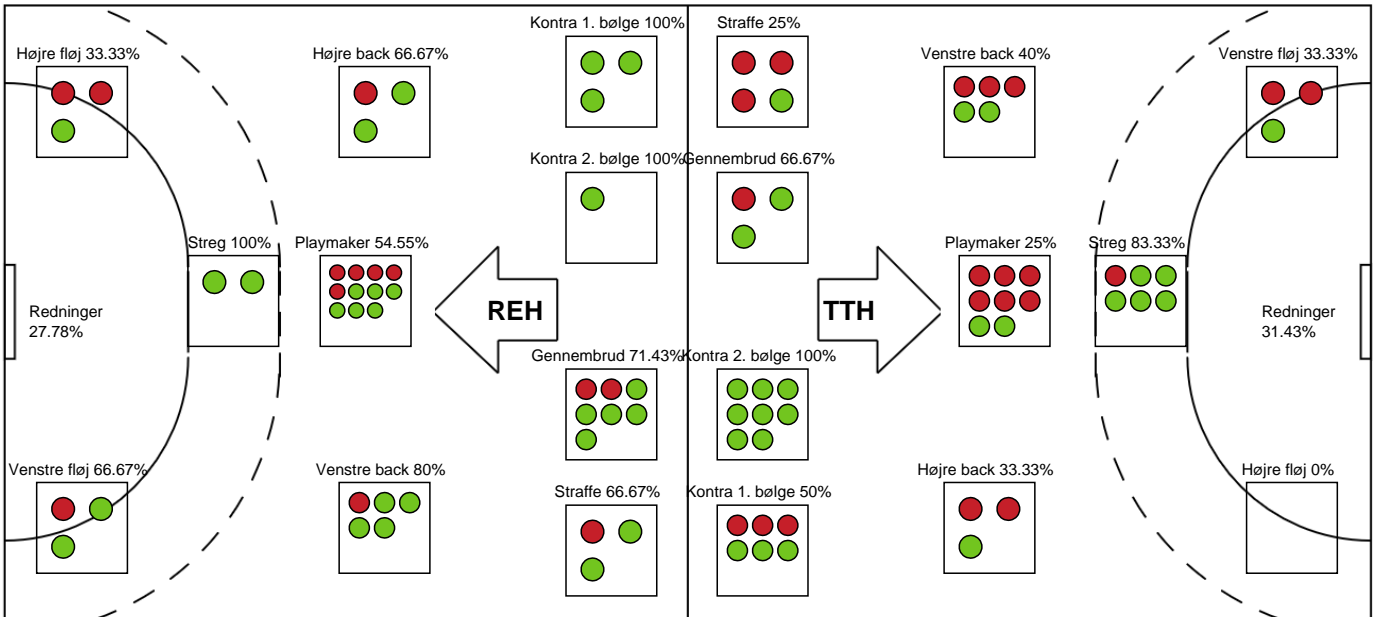 Kontra 1. bølge 100%
Straffe 25%
Højre fløj 33.33%
Højre back 66.67%
Venstre back 40%
Venstre fløj 33.33%
Kontra 2. bølge 100%
Gennembrud 66.67%
Streg 100%
Playmaker 54.55%
Playmaker 25%
Streg 83.33%
Redninger
27.78%
REH
TTH
Redninger
31.43%
Gennembrud 71.43%
Kontra 2. bølge 100%
Venstre fløj 66.67%
Venstre back 80%
Højre back 33.33%
Højre fløj 0%
Straffe 66.67%
Kontra 1. bølge 50%